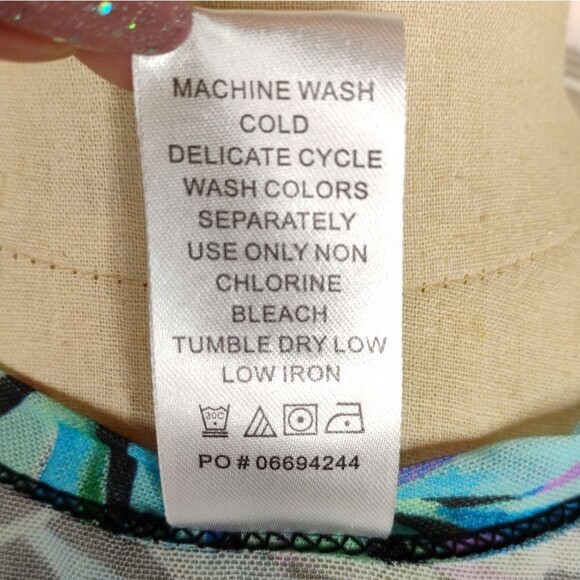 MACHINE WASH
COLD
DELICATE CYCLE
WASH COLORS
SEPARATELY
USE ONLY NON
CHLORINE
BLEACH
TUMBLE DRY LOW
LOW IRON
30C
PO # 06694244